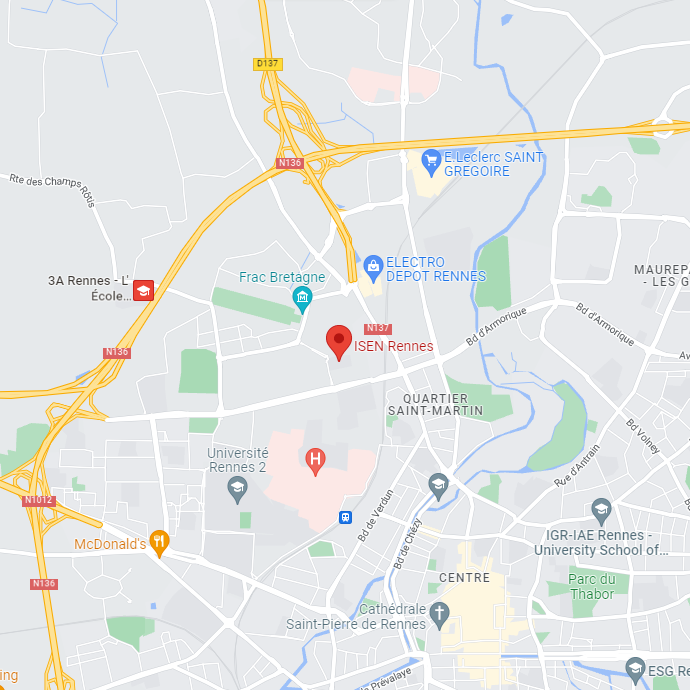 D137
E.Leclerc SAINT
GREGOIRE
N136
Rte des Champs Rôtis
ELECTRO
DEPOT RENNES
MAUREPA
- LES G
Frac Bretagne
3A Rennes - L'
École...
N137
Bd d'Armorique
Bd d'Armorique
ISEN Rennes
N136
Av
QUARTIER
SAINT-MARTIN
Bd Volney
Université
Rennes 2
H
Rue d'Antrain
N1012
Bd de Verdun
McDonald's
Bd de Chézy
IGR-IAE Rennes -
University School of...
N136
CENTRE
Parc du
Thabor
Cathédrale
Saint-Pierre de Rennes
ing
la Prévalaye
ESG Re